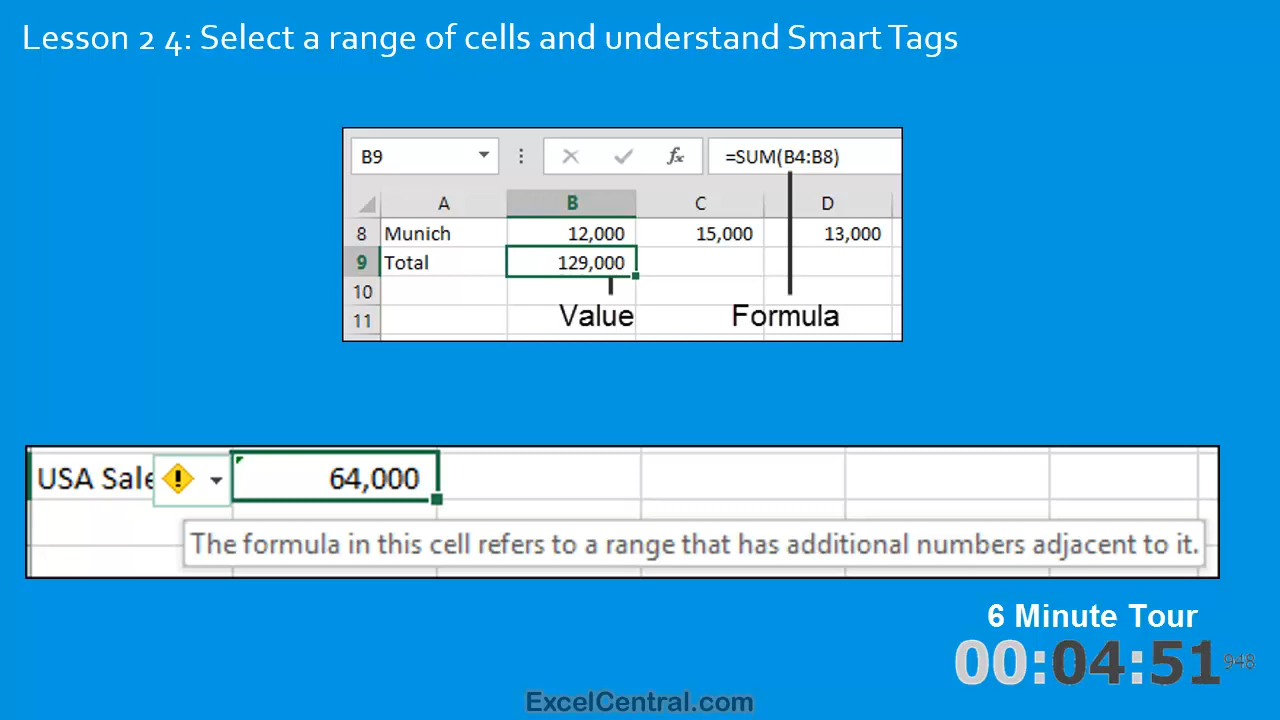 Lesson 2 4: Select a range of cells and understand Smart Tags
B9 fx =SUM(B4:B8)
A B C D
8 Munich 12,000 15,000 13,000
9 Total 129,000
10
Value Formula
11
USA Sale ! 64,000
The formula in this cell refers to a range that has additional numbers adjacent to it.
6 Minute Tour
00:04:51 948
ExcelCentral.com